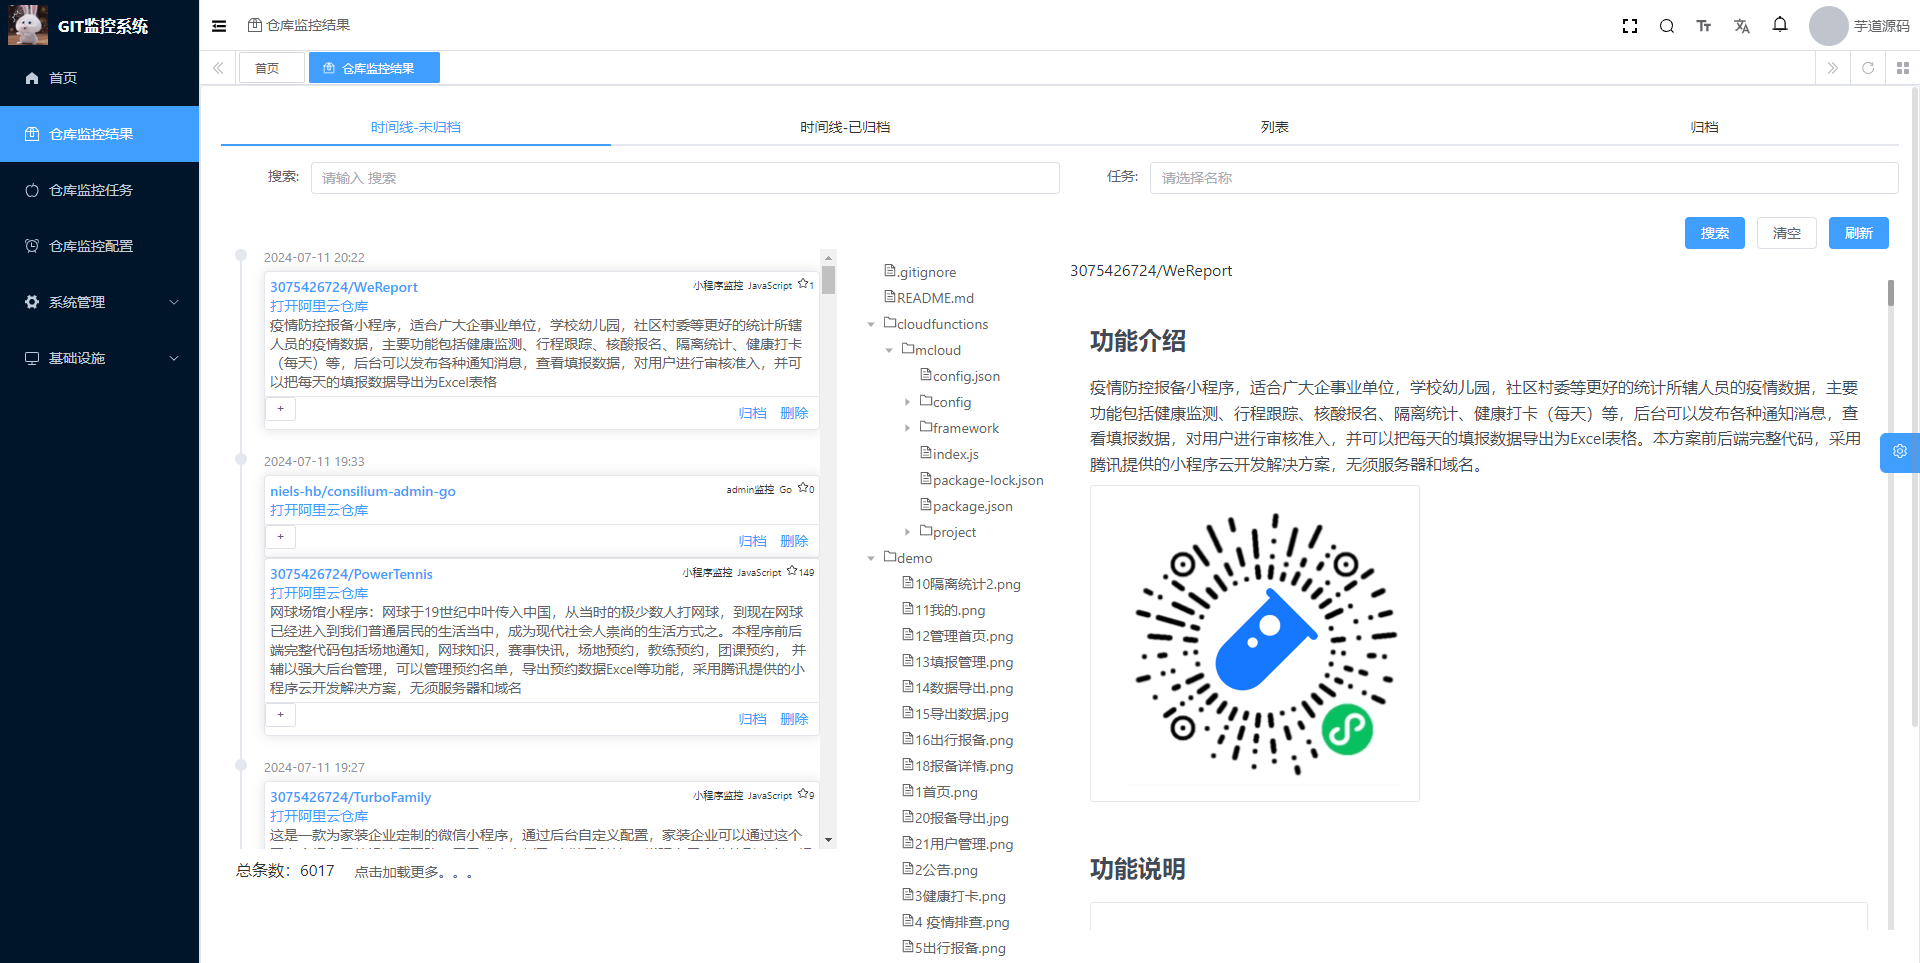 GIT监控系统
首页
仓库监控结果
仓库监控任务
仓库监控配置
系统管理
基础设施
仓库监控结果
芋道源码
首页
仓库监控结果
时间线-未归档
时间线-已归档
列表
归档
搜索:
请输入 搜索
任务:
请选择名称
搜索
清空
刷新
2024-07-11 20:22
3075426724/WeReport
小程序监控 JavaScript 1
打开阿里云仓库
疫情防控报备小程序，适合广大企事业单位，学校幼儿园，社区村委等更好的统计所辖
人员的疫情数据，主要功能包括健康监测、行程跟踪、核酸报名、隔离统计、健康打卡
（每天）等，后台可以发布各种通知消息，查看填报数据，对用户进行审核准入，并可
以把每天的填报数据导出为Excel表格
+
归档 删除
2024-07-11 19:33
niels-hb/consilium-admin-go
admin监控 Go 0
打开阿里云仓库
+
归档 删除
3075426724/PowerTennis
小程序监控 JavaScript 149
打开阿里云仓库
网球场馆小程序：网球于19世纪中叶传入中国，从当时的极少数人打网球，到现在网球
已经进入到我们普通居民的生活当中，成为现代社会人崇尚的生活方式之。本程序前后
端完整代码包括场地通知，网球知识，赛事快讯，场地预约，教练预约，团课预约， 并
辅以强大后台管理，可以管理预约名单，导出预约数据Excel等功能，采用腾讯提供的小
程序云开发解决方案，无须服务器和域名
+
归档 删除
2024-07-11 19:27
3075426724/TurboFamily
小程序监控 JavaScript 9
打开阿里云仓库
这是一款为家装企业定制的微信小程序，通过后台自定义配置，家装企业可以通过这个
总条数：6017 点击加载更多。。。
.gitignore
README.md
cloudfunctions
mcloud
config.json
config
framework
index.js
package-lock.json
package.json
project
demo
10隔离统计2.png
11我的.png
12管理首页.png
13填报管理.png
14数据导出.png
15导出数据.jpg
16出行报备.png
18报备详情.png
1首页.png
20报备导出.jpg
21用户管理.png
2公告.png
3健康打卡.png
4 疫情排查.png
5出行报备.png
3075426724/WeReport
功能介绍
疫情防控报备小程序，适合广大企事业单位，学校幼儿园，社区村委等更好的统计所辖人员的疫情数据，主要
功能包括健康监测、行程跟踪、核酸报名、隔离统计、健康打卡（每天）等，后台可以发布各种通知消息，查
看填报数据，对用户进行审核准入，并可以把每天的填报数据导出为Excel表格。本方案前后端完整代码，采用
腾讯提供的小程序云开发解决方案，无须服务器和域名。
功能说明